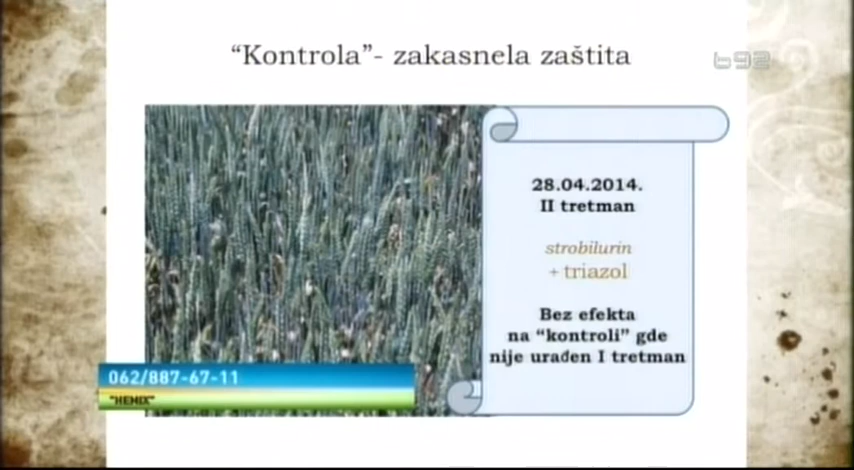 “Kontrola”- zakasnela zaštita
b92
28.04.2014.
II tretman
strobilurin
+ triazol
Bez efekta
na “kontroli” gde
nije urađen I tretman
062/887-67-11
"HEMIX"